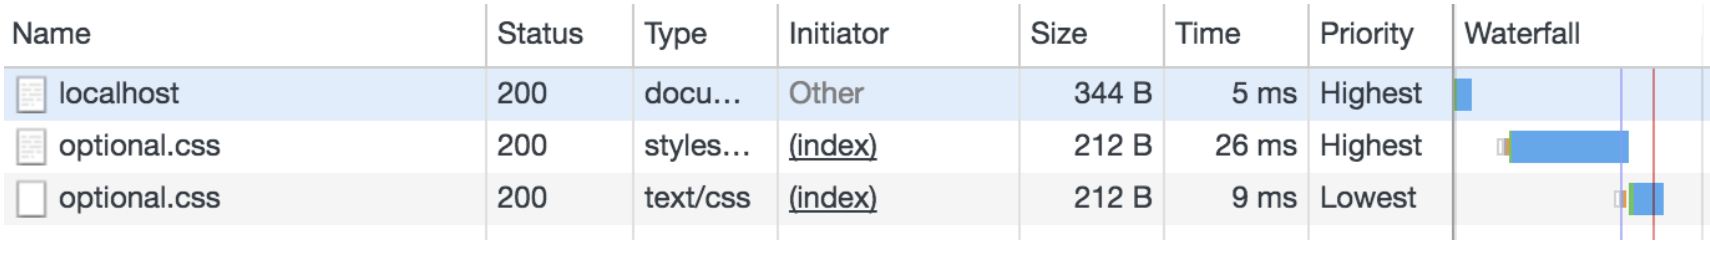 Name Status Type Initiator Size Time Priority Waterfall
localhost 200 docu... Other 344 B 5 ms Highest
optional.css 200 styles... (index) 212 B 26 ms Highest
optional.css 200 text/css (index) 212 B 9 ms Lowest